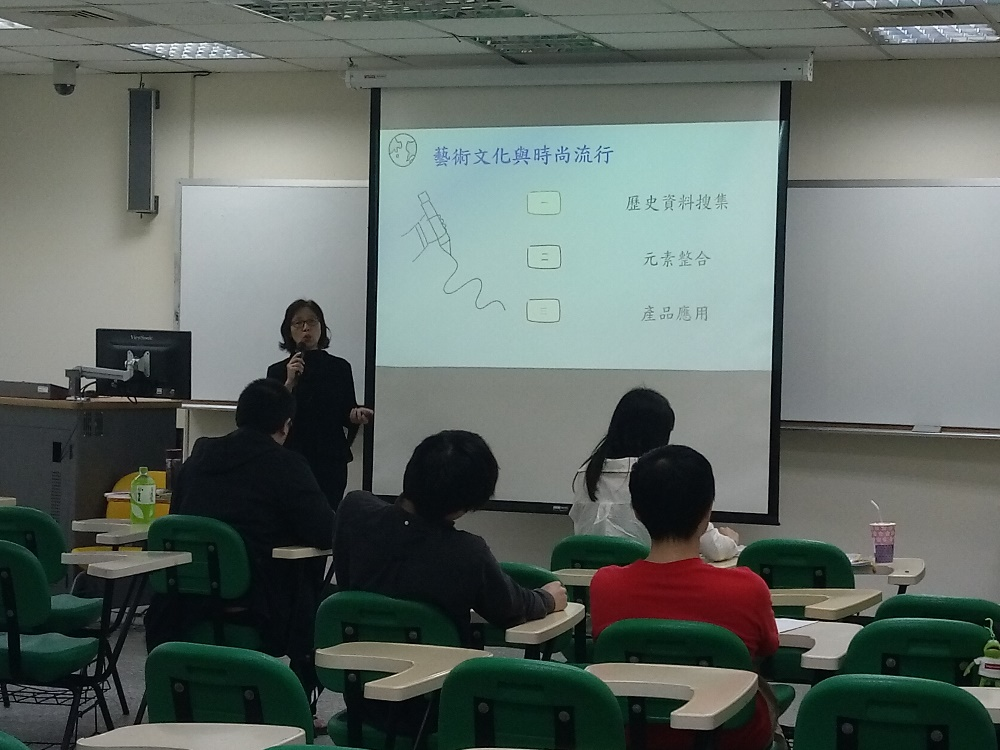 藝術文化與時尚流行
一 歷史資料搜集
二 元素整合
三 產品應用
ViewSonic